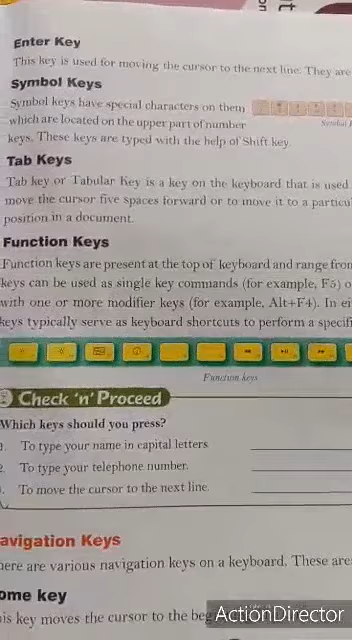 Enter Key
This key is used for moving the cursor to the next line. They are
Symbol Keys
Symbol keys have special characters on them
which are located on the upper part of number
Symbol
keys. These keys are typed with the help of Shift key.
Tab Keys
Tab key or Tabular Key is a key on the keyboard that is used
move the cursor five spaces forward or to move it to a particu
position in a document.
Function Keys
Function keys are present at the top of keyboard and range from
keys can be used as single key commands (for example, F5) o
with one or more modifier keys (for example, Alt+F4). In ei
keys typically serve as keyboard shortcuts to perform a specifi
Function keys
Check 'n' Proceed
Which keys should you press?
To type your name in capital letters.
2. To type your telephone number.
To move the cursor to the next line.
avigation Keys
here are various navigation keys on a keyboard. These are
ome key
is key moves the cursor to the beg
ActionDirector